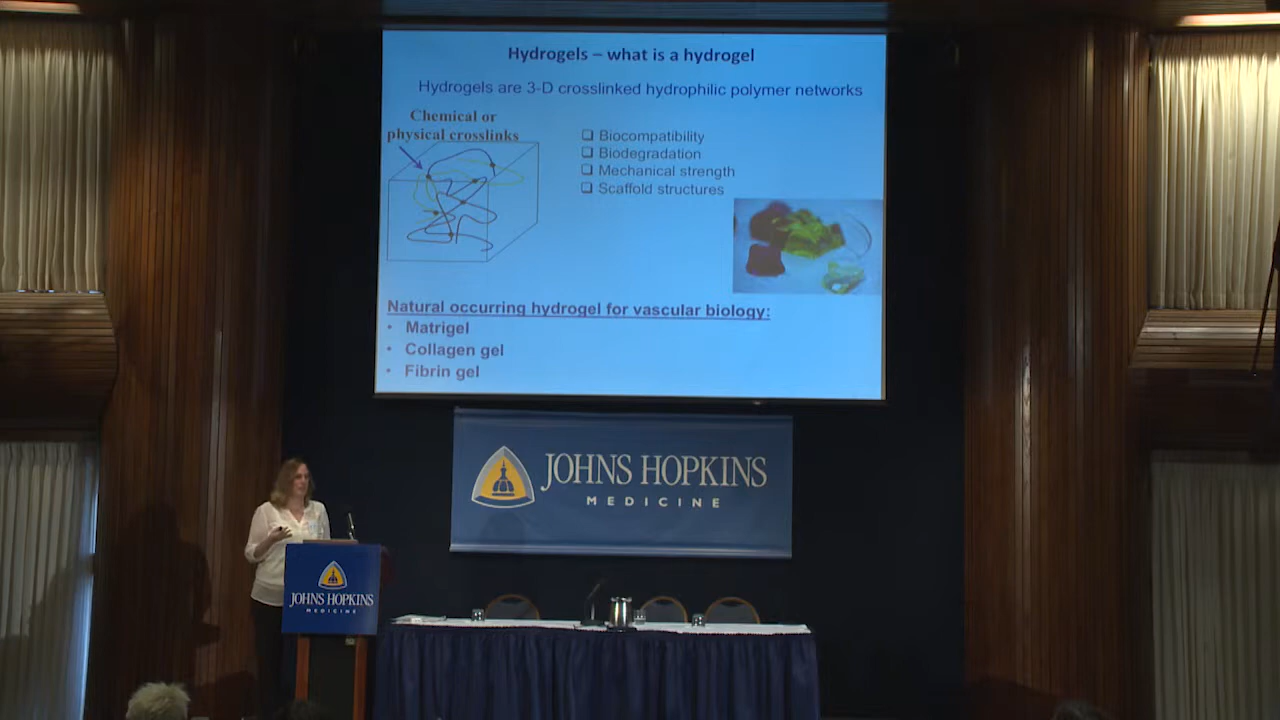 Hydrogels – what is a hydrogel
Hydrogels are 3-D crosslinked hydrophilic polymer networks
Chemical or
physical crosslinks
❑ Biocompatibility
❑ Biodegradation
❑ Mechanical strength
❑ Scaffold structures
Natural occurring hydrogel for vascular biology:
• Matrigel
• Collagen gel
• Fibrin gel
JOHNS HOPKINS
MEDICINE
JOHNS HOPKINS
MEDICINE